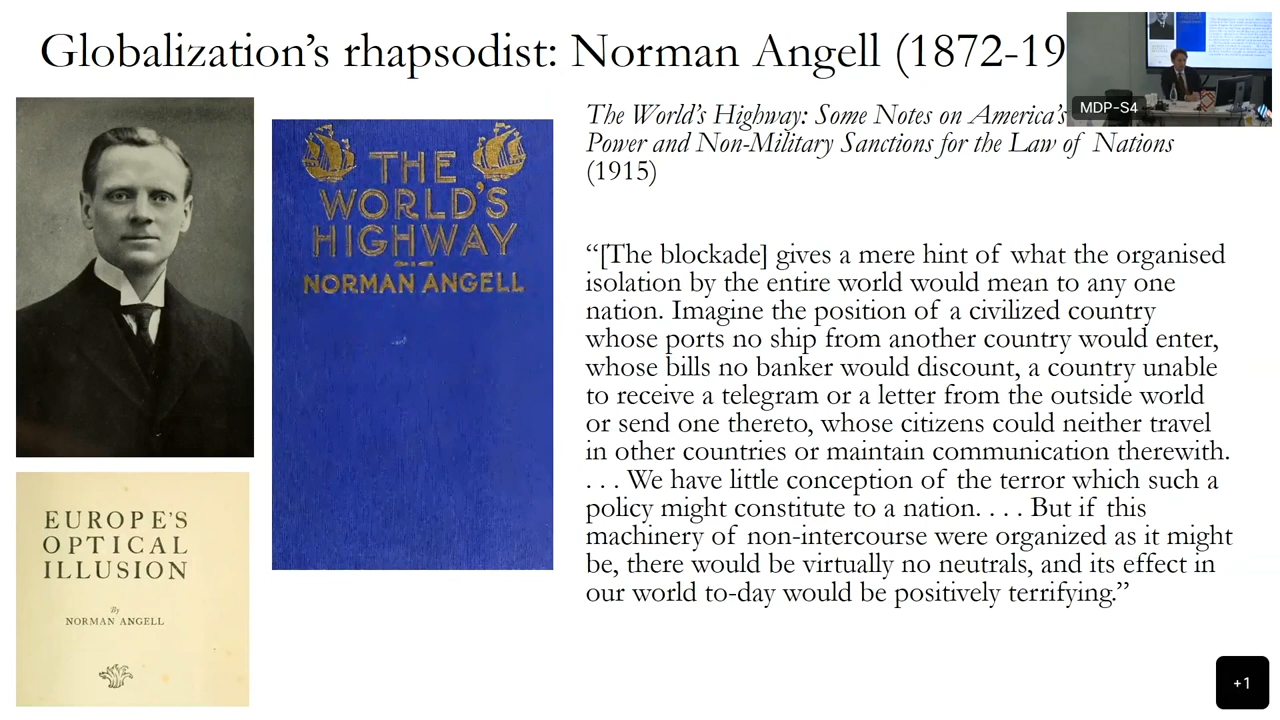 Globalization’s rhapsodist: Norman Angell (1872-19
MDP-S4
THE
WORLD’S
HIGHWAY
NORMAN ANGELL
EUROPE’S
OPTICAL
ILLUSION
By
NORMAN ANGELL
The World’s Highway: Some Notes on America’s
Power and Non-Military Sanctions for the Law of Nations
(1915)
“[The blockade] gives a mere hint of what the organised
isolation by the entire world would mean to any one
nation. Imagine the position of a civilized country
whose ports no ship from another country would enter,
whose bills no banker would discount, a country unable
to receive a telegram or a letter from the outside world
or send one thereto, whose citizens could neither travel
in other countries or maintain communication therewith.
. . . We have little conception of the terror which such a
policy might constitute to a nation. . . . But if this
machinery of non-intercourse were organized as it might
be, there would be virtually no neutrals, and its effect in
our world to-day would be positively terrifying.”
+1